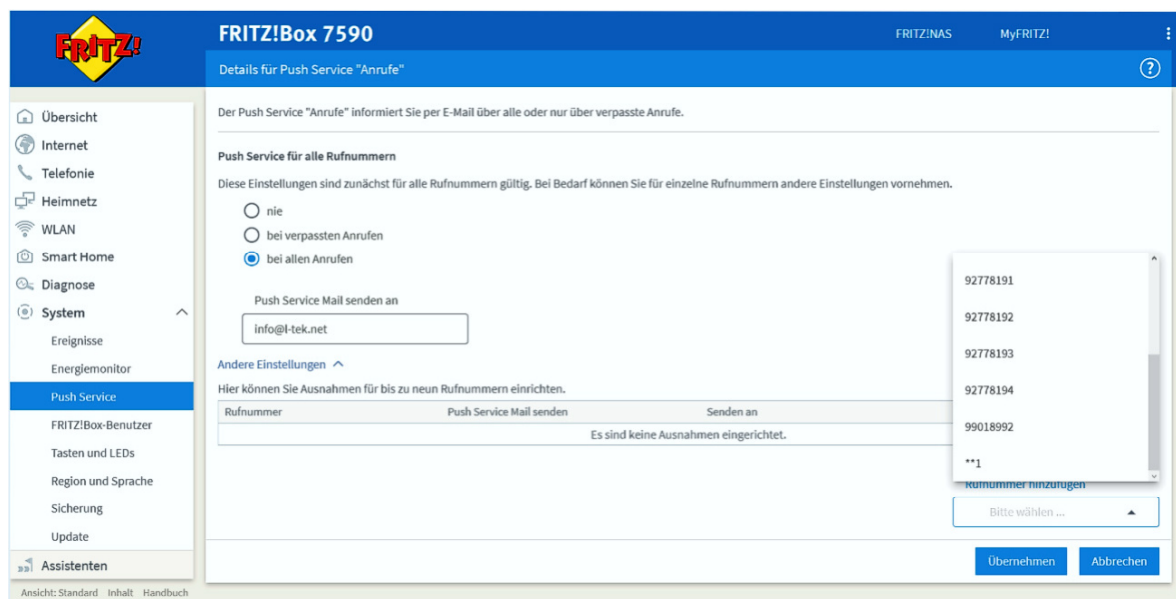 FRITZ!
FRITZ!Box 7590
FRITZ!NAS
MyFRITZ!
Details für Push Service "Anrufe"
?
Übersicht
Internet
Telefonie
Heimnetz
WLAN
Smart Home
Diagnose
System
Ereignisse
Energiemonitor
Push Service
FRITZ!Box-Benutzer
Tasten und LEDs
Region und Sprache
Sicherung
Update
Assistenten
Ansicht: Standard Inhalt Handbuch
Der Push Service "Anrufe" informiert Sie per E-Mail über alle oder nur über verpasste Anrufe.
Push Service für alle Rufnummern
Diese Einstellungen sind zunächst für alle Rufnummern gültig. Bei Bedarf können Sie für einzelne Rufnummern andere Einstellungen vornehmen.
nie
bei verpassten Anrufen
bei allen Anrufen
Push Service Mail senden an
info@l-tek.net
Andere Einstellungen
Hier können Sie Ausnahmen für bis zu neun Rufnummern einrichten.
Rufnummer Push Service Mail senden Senden an
Es sind keine Ausnahmen eingerichtet.
92778191
92778192
92778193
92778194
99018992
**1
Rufnummer hinzufügen
Bitte wählen ...
Übernehmen Abbrechen